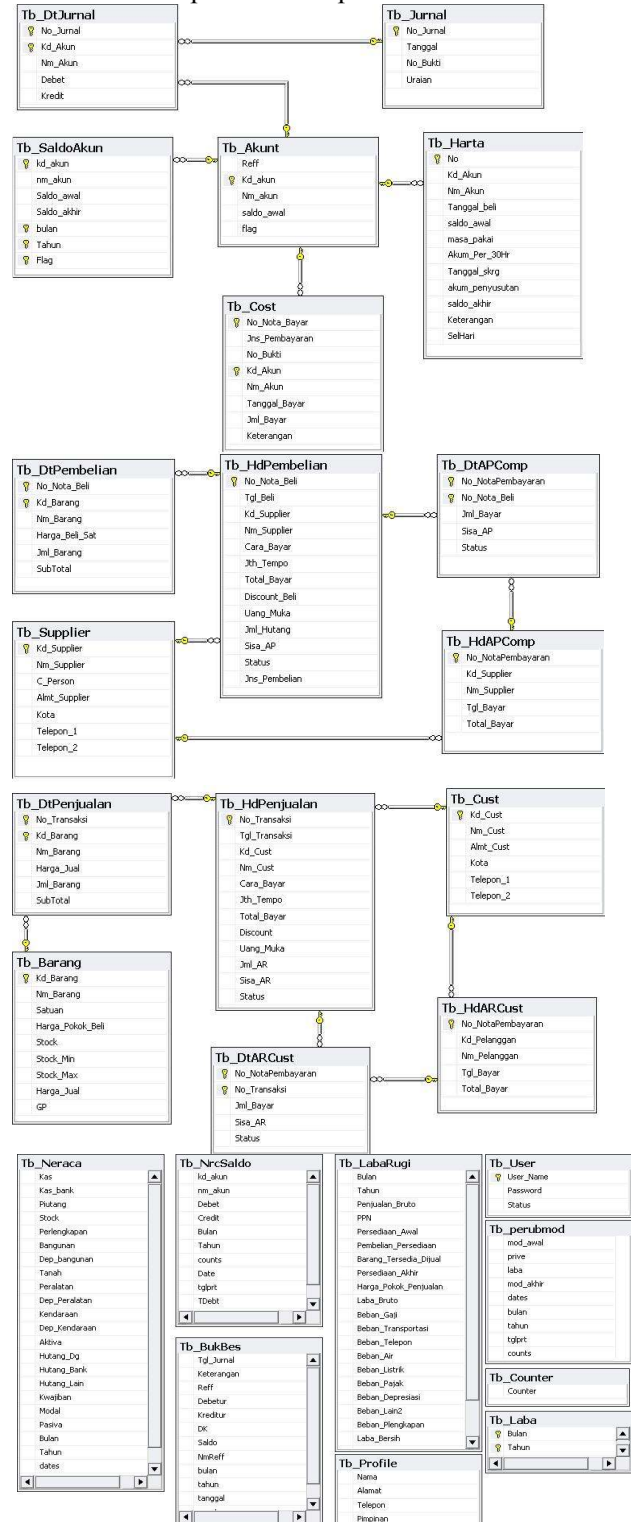 Tb_DtJurnal
No_Jurnal
Kd_Akun
Nm_Akun
Debet
Kredit
Tb_Jurnal
No_Jurnal
Tanggal
No_Bukti
Uraian
Tb_SaldoAkun
kd_akun
nm_akun
Saldo_awal
Saldo_akhir
bulan
Tahun
Flag
Tb_Akunt
Reff
Kd_akun
Nm_akun
saldo_awal
flag
Tb_Harta
No
Kd_Akun
Nm_Akun
Tanggal_beli
saldo_awal
masa_pakai
Akum_Per_30Hr
Tanggal_skrg
akum_penyusutan
saldo_akhir
Keterangan
SelHari
Tb_Cost
No_Nota_Bayar
Jns_Pembayaran
No_Bukti
Kd_Akun
Nm_Akun
Tanggal_Bayar
Jml_Bayar
Keterangan
Tb_DtPembelian
No_Nota_Beli
Kd_Barang
Nm_Barang
Harga_Beli_Sat
Jml_Barang
SubTotal
Tb_HdPembelian
No_Nota_Beli
Tgl_Beli
Kd_Supplier
Nm_Supplier
Cara_Bayar
Jth_Tempo
Total_Bayar
Discount_Beli
Uang_Muka
Jml_Hutang
Sisa_AP
Status
Jns_Pembelian
Tb_DtAPComp
No_NotaPembayaran
No_Nota_Beli
Jml_Bayar
Sisa_AP
Status
Tb_Supplier
Kd_Supplier
Nm_Supplier
C_Person
Almt_Supplier
Kota
Telepon_1
Telepon_2
Tb_HdAPComp
No_NotaPembayaran
Kd_Supplier
Nm_Supplier
Tgl_Bayar
Total_Bayar
Tb_DtPenjualan
No_Transaksi
Kd_Barang
Nm_Barang
Harga_Jual
Jml_Barang
SubTotal
Tb_HdPenjualan
No_Transaksi
Tgl_Transaksi
Kd_Cust
Nm_Cust
Cara_Bayar
Jth_Tempo
Total_Bayar
Discount
Uang_Muka
Jml_AR
Sisa_AR
Status
Tb_Cust
Kd_Cust
Nm_Cust
Almt_Cust
Kota
Telepon_1
Telepon_2
Tb_Barang
Kd_Barang
Nm_Barang
Satuan
Harga_Pokok_Beli
Stock
Stock_Min
Stock_Max
Harga_Jual
GP
Tb_HdARCust
No_NotaPembayaran
Kd_Pelanggan
Nm_Pelanggan
Tgl_Bayar
Total_Bayar
Tb_DtARCust
No_NotaPembayaran
No_Transaksi
Jml_Bayar
Sisa_AR
Status
Tb_Neraca
Kas
Kas_bank
Piutang
Stock
Perlengkapan
Bangunan
Dep_bangunan
Tanah
Peralatan
Dep_Peralatan
Kendaraan
Dep_Kendaraan
Aktiva
Hutang_Dg
Hutang_Bank
Hutang_Lain
Kwajiban
Modal
Pasiva
Bulan
Tahun
dates
Tb_NrcSaldo
kd_akun
nm_akun
Debet
Credit
Bulan
Tahun
counts
Date
tglprt
TDebt
Tb_BukBes
Tgl_Jurnal
Keterangan
Reff
Debetur
Kreditur
DK
Saldo
NmReff
bulan
tahun
tanggal
Tb_LabaRugi
Bulan
Tahun
Penjualan_Bruto
PPN
Persediaan_Awal
Pembelian_Persediaan
Barang_Tersedia_Dijual
Persediaan_Akhir
Harga_Pokok_Penjualan
Laba_Bruto
Beban_Gaji
Beban_Transportasi
Beban_Telepon
Beban_Air
Beban_Listrik
Beban_Pajak
Beban_Depresiasi
Beban_Lain2
Beban_Plengkapan
Laba_Bersih
Tb_Profile
Nama
Alamat
Telepon
Pimpinan
Tb_User
User_Name
Password
Status
Tb_perubmod
mod_awal
prive
laba
mod_akhir
dates
bulan
tahun
tglprt
counts
Tb_Counter
Counter
Tb_Laba
Bulan
Tahun